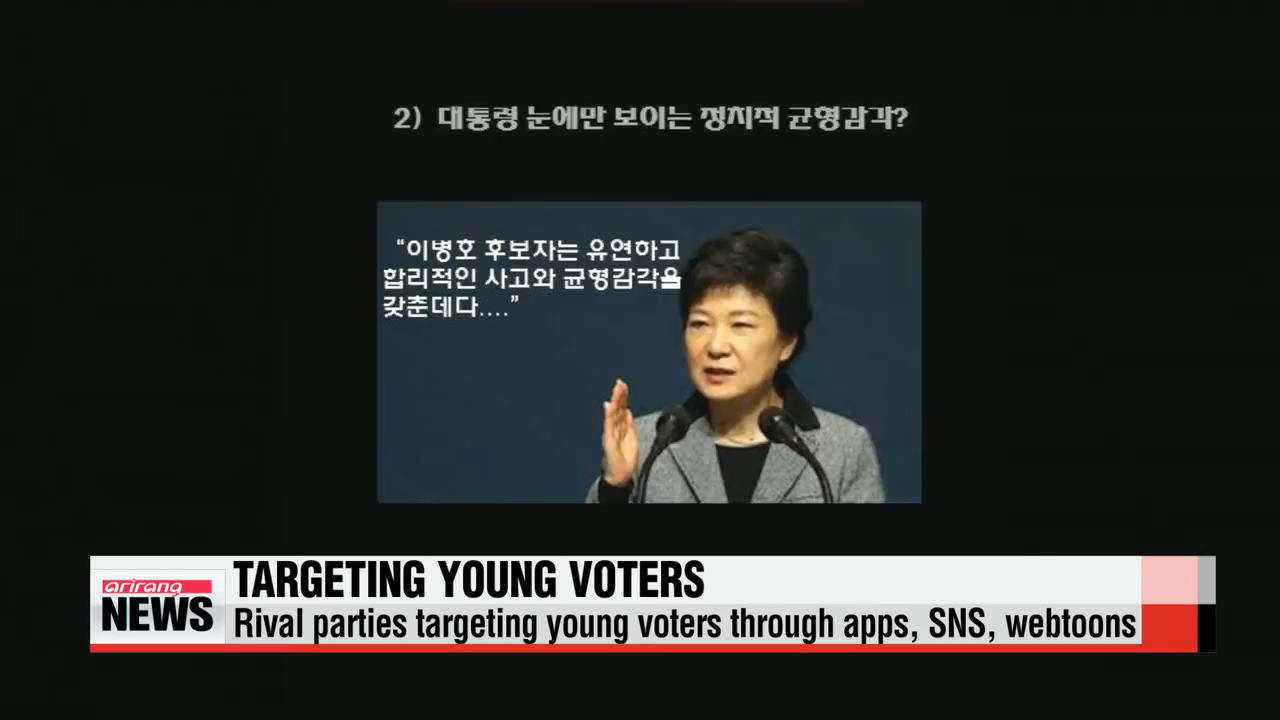 2) 대통령 눈에만 보이는 정치적 균형감각?
“이병호 후보자는 유연하고
합리적인 사고와 균형감각을
갖춘데다....”
arirang
NEWS
TARGETING YOUNG VOTERS
Rival parties targeting young voters through apps, SNS, webtoons